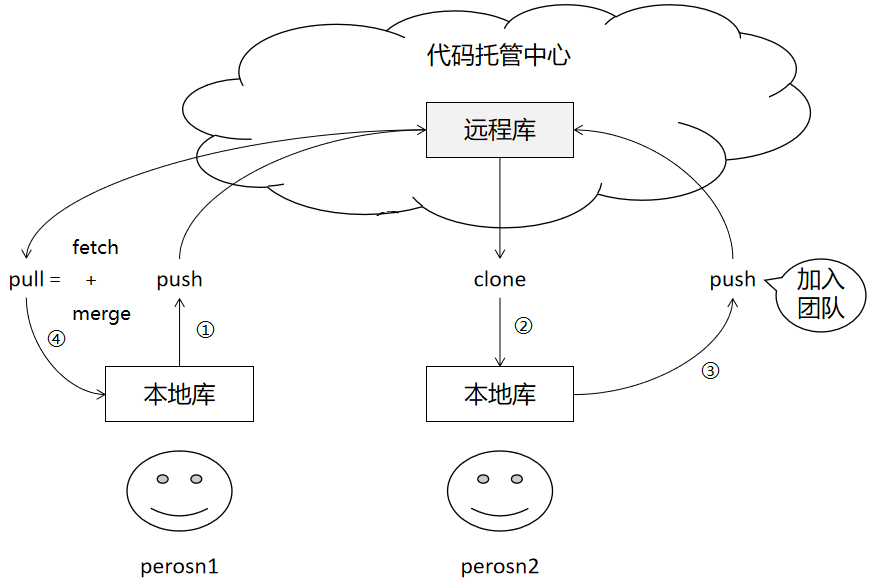 代码托管中心
远程库
fetch
pull = + push
merge
clone
push
加入
团队
④
①
②
③
本地库
本地库
perosn1
perosn2